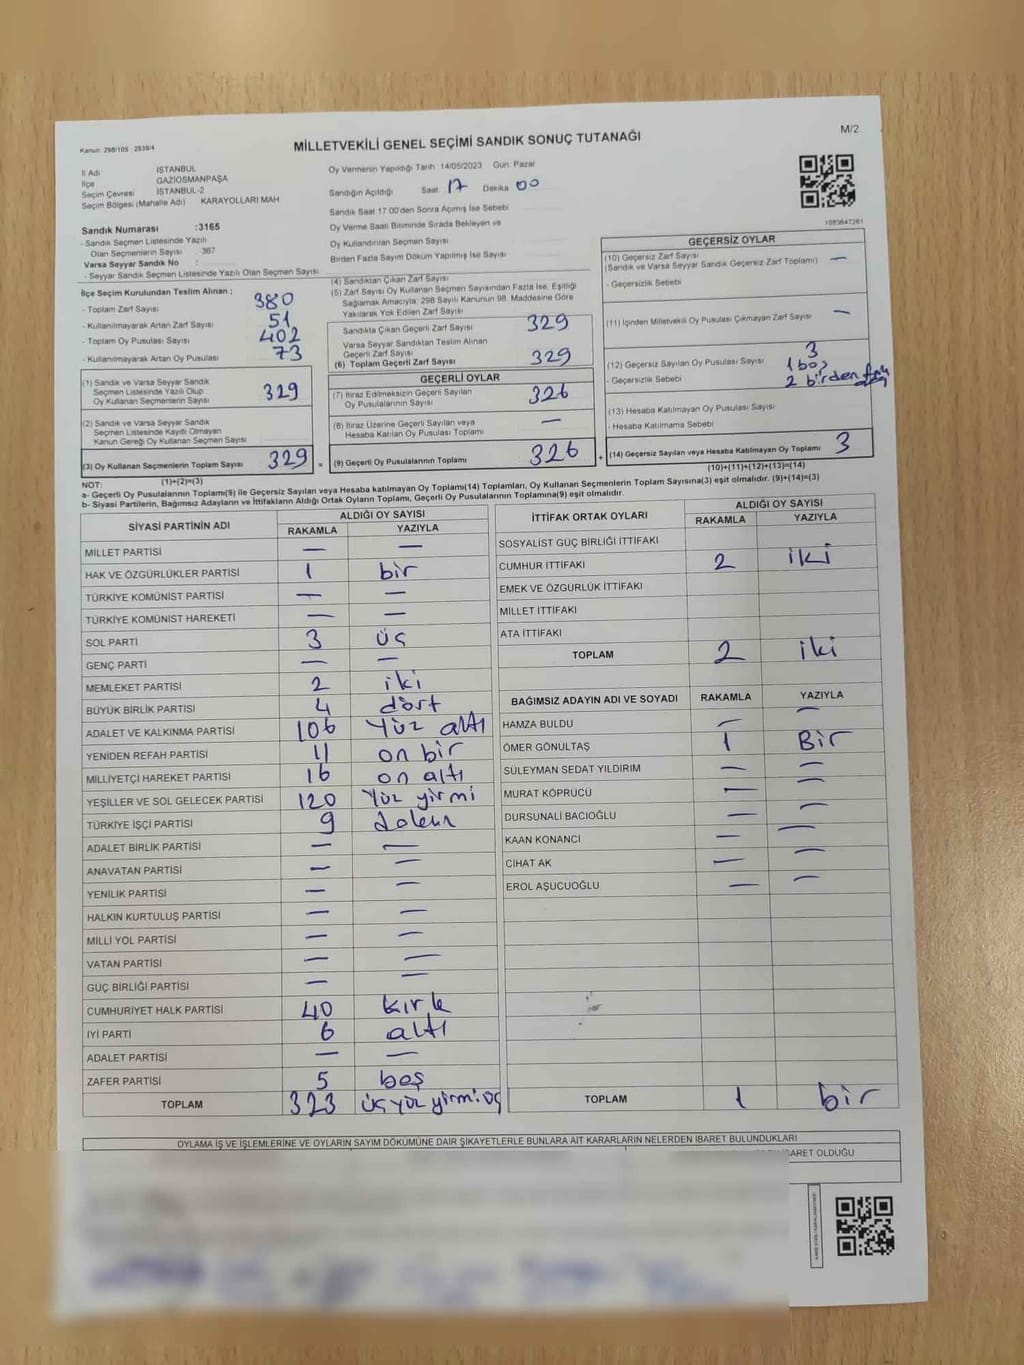 Kanun: 298/105 - 2839/4
MİLLETVEKİLİ GENEL SEÇİMİ SANDIK SONUÇ TUTANAĞI
M/2
İl Adı İSTANBUL
İlçe GAZİOSMANPAŞA
Seçim Çevresi İSTANBUL-2
Seçim Bölgesi (Mahalle Adı) KARAYOLLARI MAH
Sandık Numarası :3165
- Sandık Seçmen Listesinde Yazılı
Olan Seçmenlerin Sayısı 367
Varsa Seyyar Sandık No :
- Seyyar Sandık Seçmen Listesinde Yazılı Olan Seçmen Sayısı
Oy Vermenin Yapıldığı Tarih :14/05/2023 Gün: Pazar
Sandığın Açıldığı Saat 17 Dakika 00
Sandık Saat 17.00'den Sonra Açılmış İse Sebebi
Oy Verme Saati Bitiminde Sırada Bekleyen ve
Oy Kullandırılan Seçmen Sayısı
Birden Fazla Sayım Döküm Yapılmış İse Sayısı
İlçe Seçim Kurulundan Teslim Alınan ;
- Toplam Zarf Sayısı 380
- Kullanılmayarak Artan Zarf Sayısı 51
- Toplam Oy Pusulası Sayısı 402
- Kullanılmayarak Artan Oy Pusulası 73
(1) Sandık ve Varsa Seyyar Sandık
Seçmen Listesinde Yazılı Olup
Oy Kullanan Seçmenlerin Sayısı 329
(2) Sandık ve Varsa Seyyar Sandık
Seçmen Listesinde Kayıtlı Olmayan
Kanun Gereği Oy Kullanan Seçmen Sayısı
(3) Oy Kullanan Seçmenlerin Toplam Sayısı 329 =
(1)+(2)=(3)
(4) Sandıktan Çıkan Zarf Sayısı
(5) Zarf Sayısı Oy Kullanan Seçmen Sayısından Fazla İse, Eşitliği
Sağlamak Amacıyla; 298 Sayılı Kanunun 98. Maddesine Göre
Yakılarak Yok Edilen Zarf Sayısı
Sandıkta Çıkan Geçerli Zarf Sayısı 329
Varsa Seyyar Sandıktan Teslim Alınan
Geçerli Zarf Sayısı
(6) Toplam Geçerli Zarf Sayısı 329
GEÇERLİ OYLAR
(7) İtiraz Edilmeksizin Geçerli Sayılan
Oy Pusulalarının Sayısı 326
(8) İtiraz Üzerine Geçerli Sayılan veya
Hesaba Katılan Oy Pusulası Toplamı —
(9) Geçerli Oy Pusulalarının Toplamı 326 +
1083647281
GEÇERSİZ OYLAR
(10) Geçersiz Zarf Sayısı —
(Sandık ve Varsa Seyyar Sandık Geçersiz Zarf Toplamı)
- Geçersizlik Sebebi
(11) İçinden Milletvekili Oy Pusulası Çıkmayan Zarf Sayısı —
(12) Geçersiz Sayılan Oy Pusulası Sayısı 3
- Geçersizlik Sebebi 1 boş
2 birden
(13) Hesaba Katılmayan Oy Pusulası Sayısı
- Hesaba Katılmama Sebebi
(14) Geçersiz Sayılan veya Hesaba Katılmayan Oy Toplamı 3
(10)+(11)+(12)+(13)=(14)
NOT:
a- Geçerli Oy Pusulalarının Toplamı(9) ile Geçersiz Sayılan veya Hesaba katılmayan Oy Toplamı(14) Toplamları, Oy Kullanan Seçmenlerin Toplam Sayısına(3) eşit olmalıdır. (9)+(14)=(3)
b- Siyasi Partilerin, Bağımsız Adayların ve İttifakların Aldığı Ortak Oyların Toplamı, Geçerli Oy Pusulalarının Toplamına(9) eşit olmalıdır.
SİYASİ PARTİNİN ADI ALDIĞI OY SAYISI
RAKAMLA YAZIYLA
MİLLET PARTİSİ — —
HAK VE ÖZGÜRLÜKLER PARTİSİ 1 bir
TÜRKİYE KOMÜNİST PARTİSİ — —
TÜRKİYE KOMÜNİST HAREKETİ — —
SOL PARTİ 3 üç
GENÇ PARTİ — —
MEMLEKET PARTİSİ 2 iki
BÜYÜK BİRLİK PARTİSİ 4 dört
ADALET VE KALKINMA PARTİSİ 106 Yüz altı
YENİDEN REFAH PARTİSİ 11 on bir
MİLLİYETÇİ HAREKET PARTİSİ 16 on altı
YEŞİLLER VE SOL GELECEK PARTİSİ 120 Yüz yirmi
TÜRKİYE İŞÇİ PARTİSİ 9 dokuz
ADALET BİRLİK PARTİSİ — —
ANAVATAN PARTİSİ — —
YENİLİK PARTİSİ — —
HALKIN KURTULUŞ PARTİSİ — —
MİLLİ YOL PARTİSİ — —
VATAN PARTİSİ — —
GÜÇ BİRLİĞİ PARTİSİ — —
CUMHURİYET HALK PARTİSİ 40 kırk
İYİ PARTİ 6 altı
ADALET PARTİSİ — —
ZAFER PARTİSİ 5 beş
TOPLAM 323 üç yüz yirmi üç
İTTİFAK ORTAK OYLARI ALDIĞI OY SAYISI
RAKAMLA YAZIYLA
SOSYALİST GÜÇ BİRLİĞİ İTTİFAKI
CUMHUR İTTİFAKI 2 iki
EMEK VE ÖZGÜRLÜK İTTİFAKI
MİLLET İTTİFAKI
ATA İTTİFAKI
TOPLAM 2 iki
BAĞIMSIZ ADAYIN ADI VE SOYADI RAKAMLA YAZIYLA
HAMZA BULDU — —
ÖMER GÖNÜLTAŞ 1 Bir
SÜLEYMAN SEDAT YILDIRIM — —
MURAT KÖPRÜCÜ — —
DURSUNALİ BACIOĞLU — —
KAAN KONANCİ — —
CİHAT AK — —
EROL AŞUCUOĞLU — —
TOPLAM 1 bir
OYLAMA İŞ VE İŞLEMLERİNE VE OYLARIN SAYIM DÖKÜMÜNE DAİR ŞİKAYETLERLE BUNLARA AİT KARARLARIN NELERDEN İBARET BULUNDUKLARI
İBARET OLDUĞU